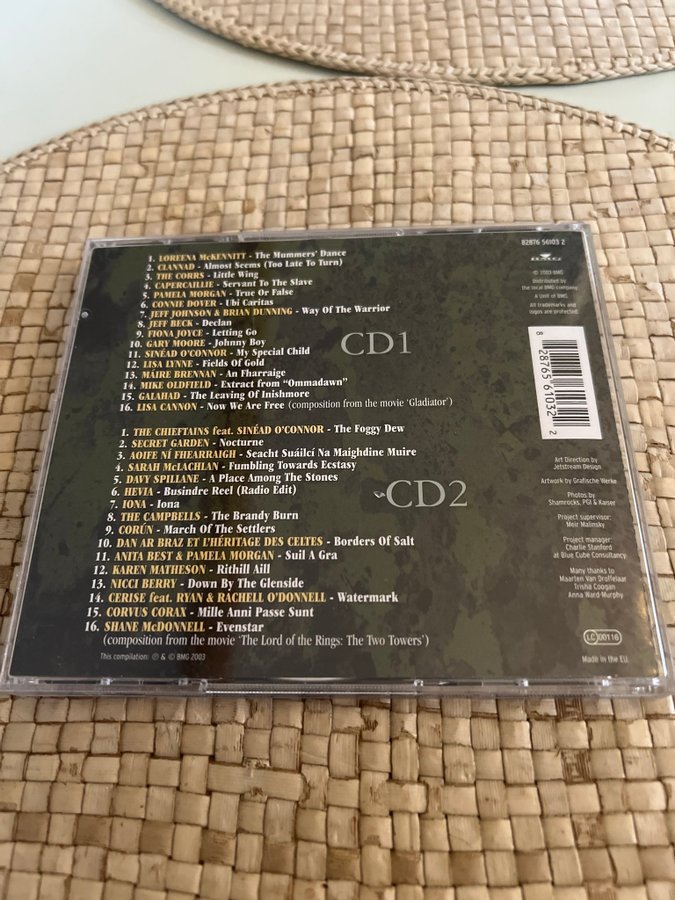 82876 56103 2
BMG
© 2003 BMG
Distributed by
the local BMG company.
A Unit of BMG.
All trademarks and
logos are protected.
8 28765 61032 2
1. LOREENA McKENNITT - The Mummers' Dance
2. CLANNAD - Almost Seems (Too Late To Turn)
3. THE CORRS - Little Wing
4. CAPERCAILLIE - Servant To The Slave
5. PAMELA MORGAN - True Or False
6. CONNIE DOVER - Ubi Caritas
7. JEFF JOHNSON & BRIAN DUNNING - Way Of The Warrior
8. JEFF BECK - Declan
9. FIONA JOYCE - Letting Go
10. GARY MOORE - Johnny Boy
11. SINÉAD O'CONNOR - My Special Child
12. LISA LYNNE - Fields Of Gold
13. MÁIRE BRENNAN - An Fharraige
14. MIKE OLDFIELD - Extract from “Ommadawn”
15. GALAHAD - The Leaving Of Inishmore
16. LISA CANNON - Now We Are Free (composition from the movie ‘Gladiator’)
CD1
1. THE CHIEFTAINS feat. SINÉAD O'CONNOR - The Foggy Dew
2. SECRET GARDEN - Nocturne
3. AOIFE NÍ FHEARRAIGH - Seacht Suáilcí Na Maighdine Muire
4. SARAH McLACHLAN - Fumbling Towards Ecstasy
5. DAVY SPILLANE - A Place Among The Stones
6. HEVIA - Busindre Reel (Radio Edit)
7. IONA - Iona
8. THE CAMPBELLS - The Brandy Burn
9. CORÚN - March Of The Settlers
10. DAN AR BRAZ ET L'HÉRITAGE DES CELTES - Borders Of Salt
11. ANITA BEST & PAMELA MORGAN - Suil A Gra
12. KAREN MATHESON - Rithill Aill
13. NICCI BERRY - Down By The Glenside
14. CERISE feat. RYAN & RACHELL O'DONNELL - Watermark
15. CORVUS CORAX - Mille Anni Passe Sunt
16. SHANE McDONNELL - Evenstar
(composition from the movie ‘The Lord of the Rings: The Two Towers’)
CD2
This compilation: ℗ & © BMG 2003
Art Direction by
Jetstream Design
Artwork by Grafische Werke
Photos by
Shamrocks, PGI & Kaiser
Project supervisor:
Meir Malinsky
Project manager:
Charlie Stanford
at Blue Cube Consultancy
Many thanks to
Maarten Van Droffelaar
Trisha Coogan
Anna Ward-Murphy
LC 00116
Made in the EU.